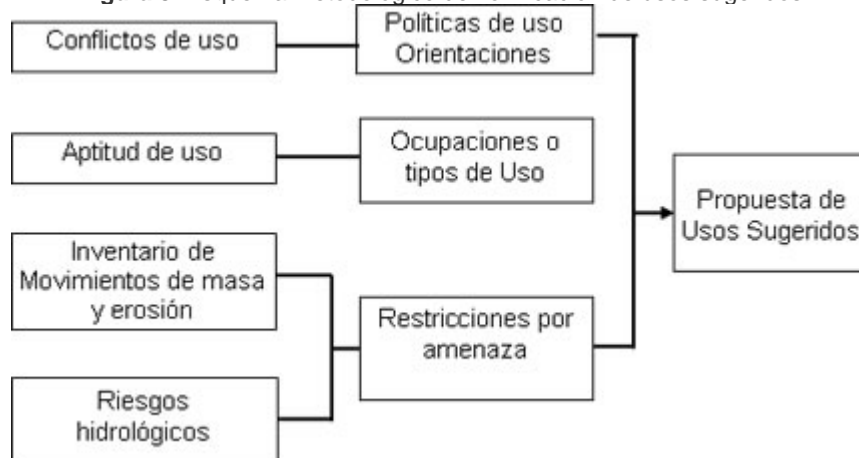 Conflictos de uso
Políticas de uso
Orientaciones
Aptitud de uso
Ocupaciones o
tipos de Uso
Propuesta de
Usos Sugeridos
Inventario de
Movimientos de masa
y erosión
Restricciones por
amenaza
Riesgos
hidrológicos